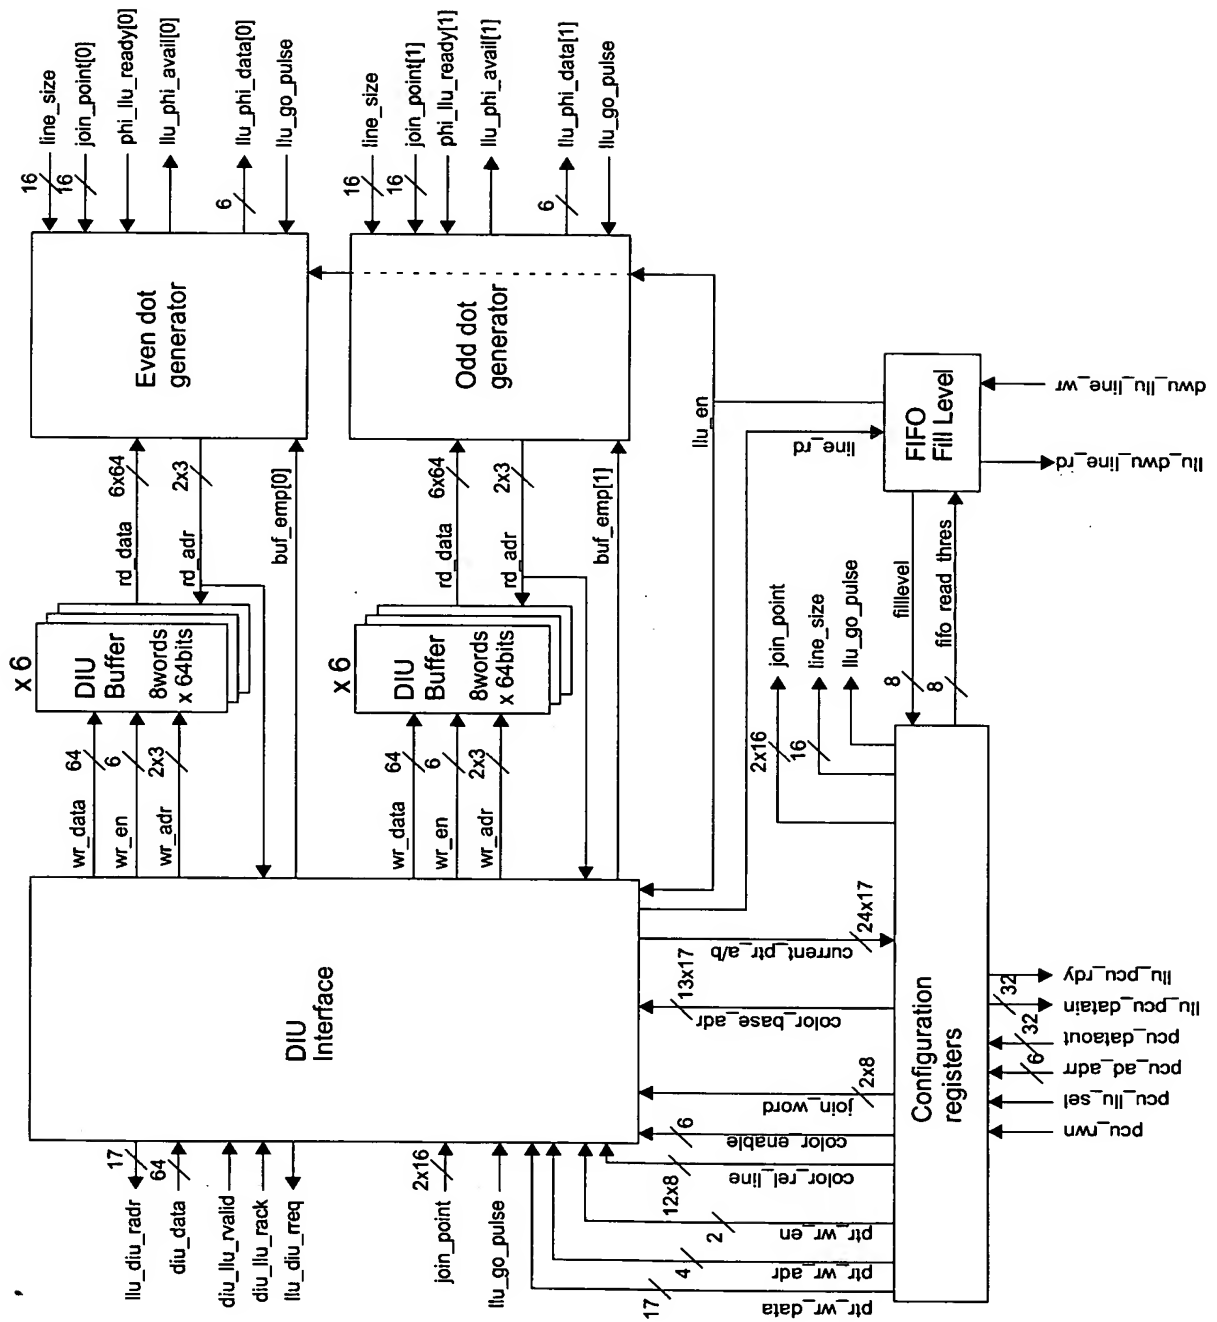 line_size
16
join_point[0]
16
phi_llu_ready[0]
llu_phi_avail[0]
llu_phi_data[0]
6
llu_go_pulse
line_size
16
join_point[1]
16
phi_llu_ready[1]
llu_phi_avail[1]
llu_phi_data[1]
6
llu_go_pulse
Even dot
generator
Odd dot
generator
rd_data
6x64
rd_adr
2x3
buf_emp[0]
rd_data
6x64
rd_adr
2x3
buf_emp[1]
llu_en
line_rd
x 6
DIU
Buffer
8words
x 64bits
x 6
DIU
Buffer
8words
x 64bits
wr_data
64
wr_en
6
wr_adr
2x3
wr_data
64
wr_en
6
wr_adr
2x3
FIFO
Fill Level
dwu_llu_line_wr
llu_dwu_line_rd
filllevel
8
fifo_read_thres
8
join_point
2x16
line_size
16
llu_go_pulse
DIU
Interface
current_ptr_a/b
24x17
color_base_adr
13x17
join_word
2x8
color_enable
6
color_rel_line
12x8
ptr_wr_en
2
ptr_wr_adr
4
ptr_wr_data
17
Configuration
registers
llu_pcu_rdy
llu_pcu_datain
32
pcu_dataout
32
pcu_ad_adr
6
pcu_llu_sel
pcu_rwn
llu_diu_radr
17
diu_data
64
diu_llu_rvalid
diu_llu_rack
llu_diu_rreq
join_point
2x16
llu_go_pulse